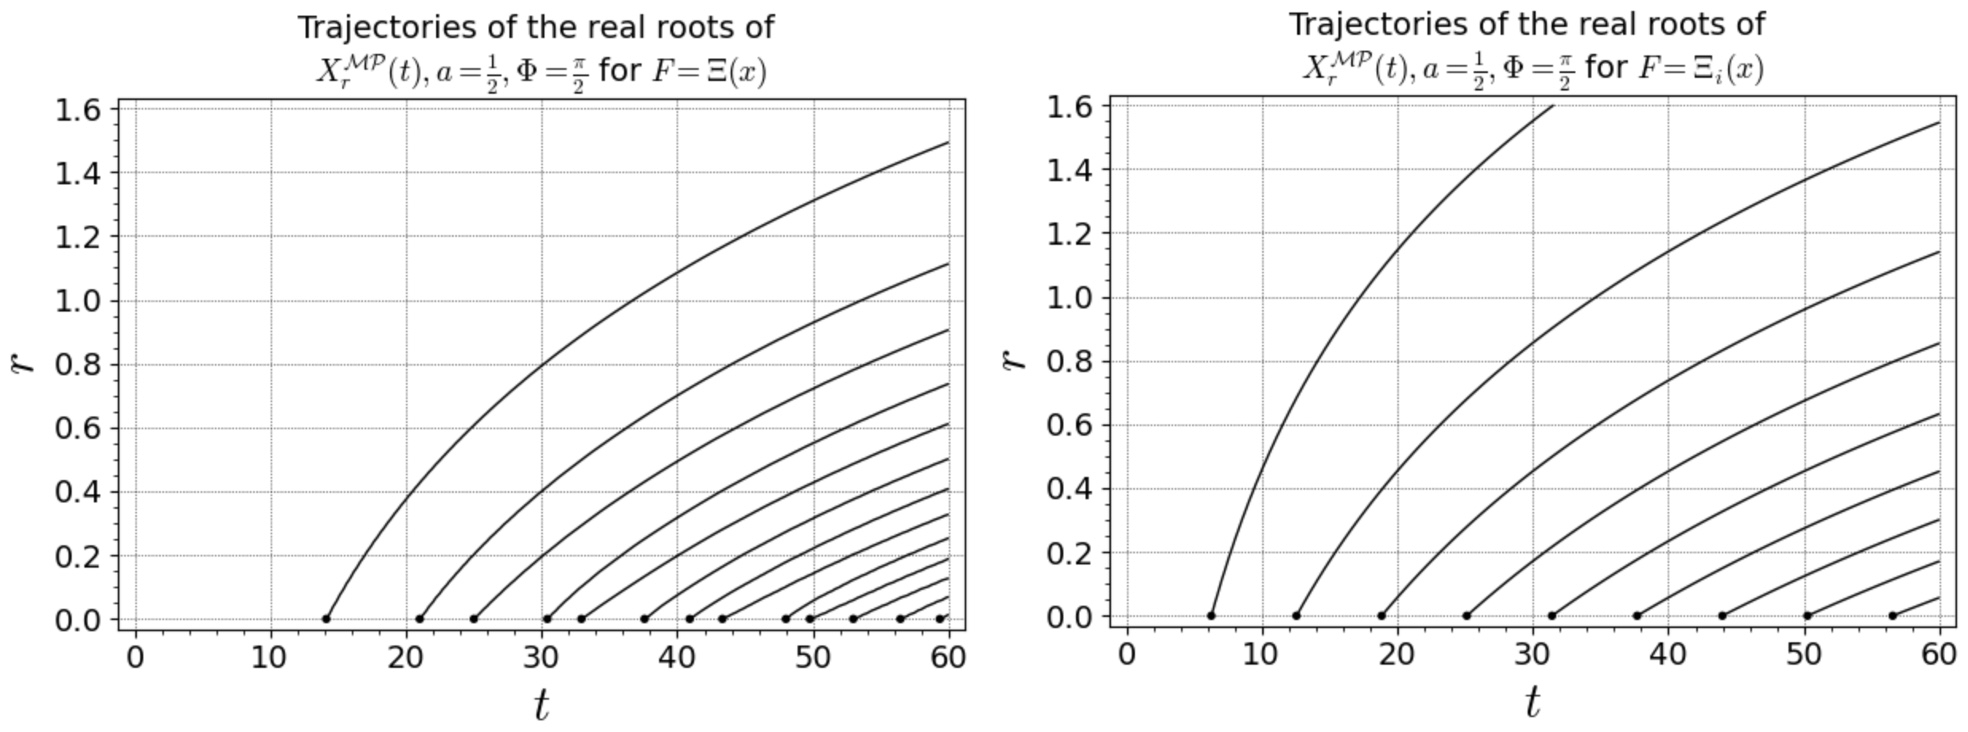 Trajectories of the real roots of
X_r^{MP}(t), a = 1/2, Φ = π/2 for F = Ξ(x)
1.6
1.4
1.2
1.0
0.8
0.6
0.4
0.2
0.0
r
0 10 20 30 40 50 60
t
Trajectories of the real roots of
X_r^{MP}(t), a = 1/2, Φ = π/2 for F = Ξ_i(x)
1.6
1.4
1.2
1.0
0.8
0.6
0.4
0.2
0.0
r
0 10 20 30 40 50 60
t